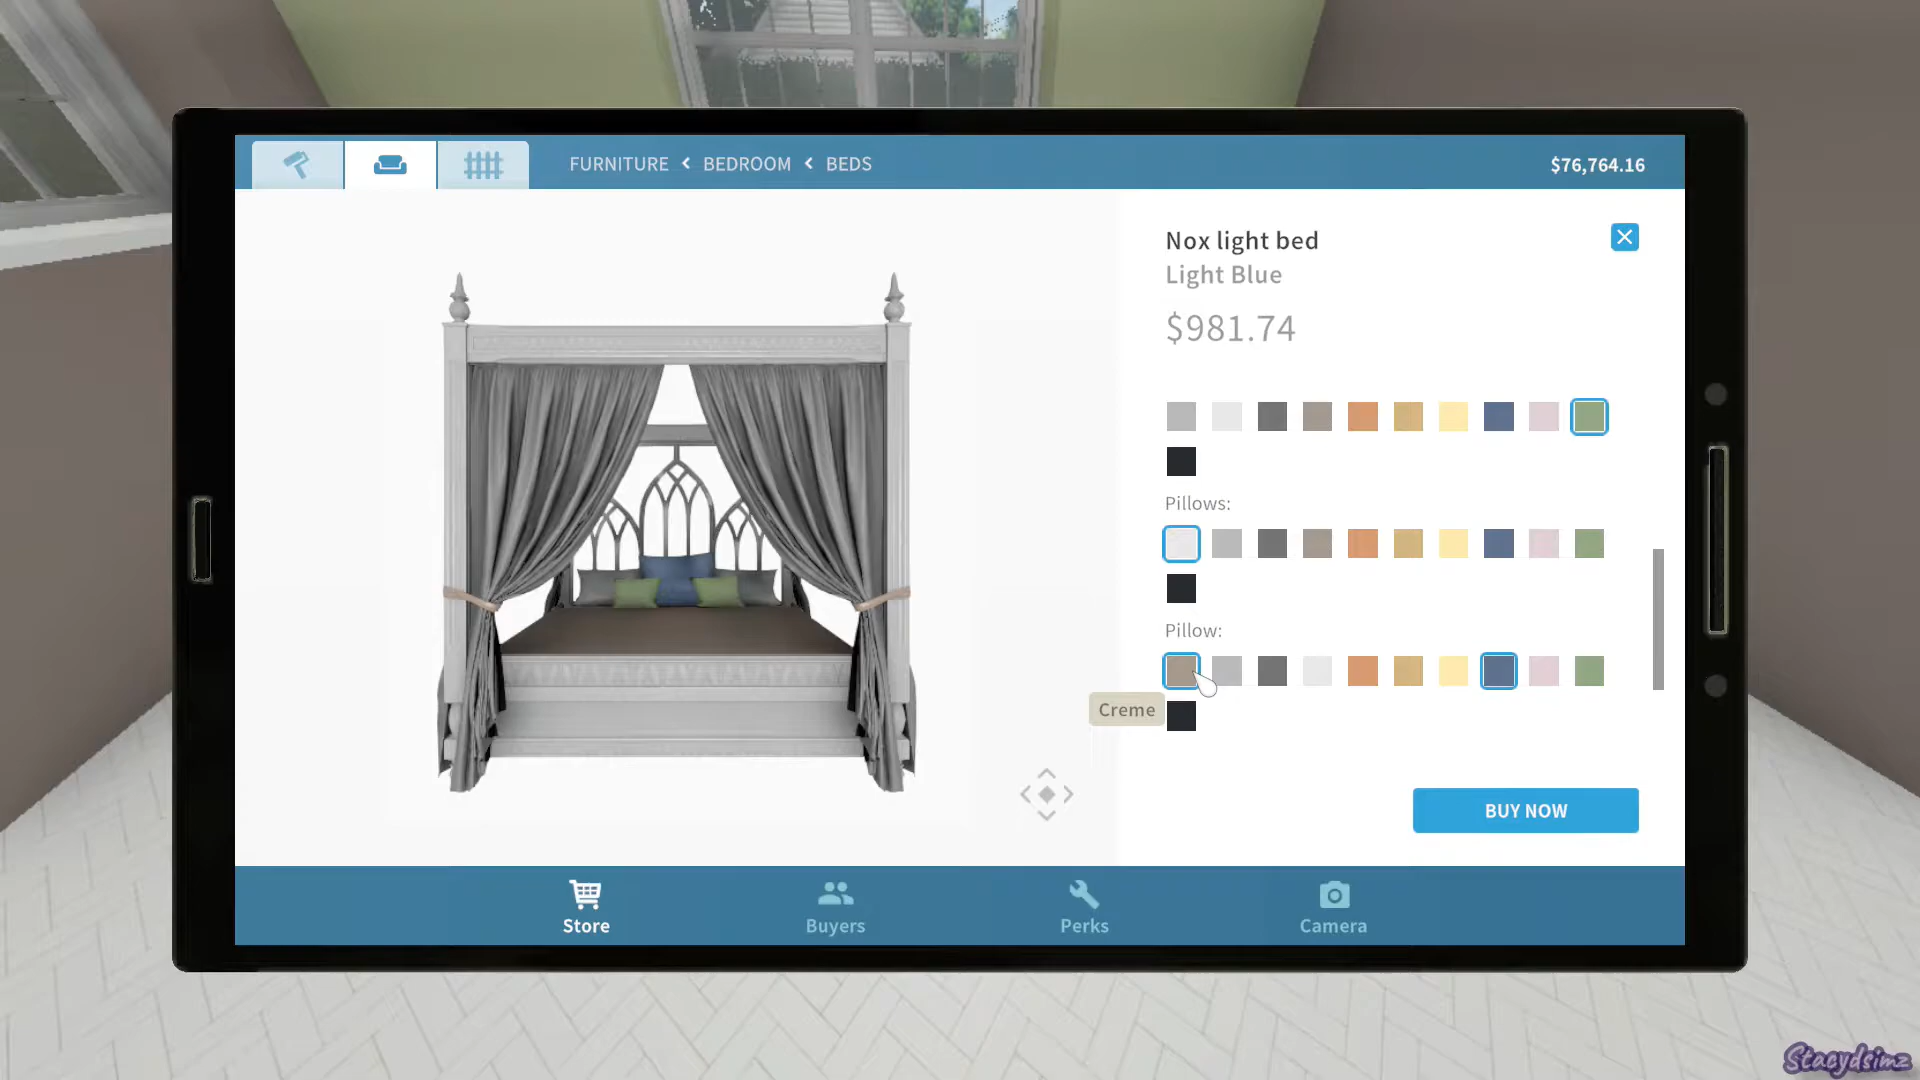 FURNITURE < BEDROOM < BEDS
$76,764.16
Nox light bed
Light Blue
$981.74
Pillows:
Pillow:
Creme
BUY NOW
Store
Buyers
Perks
Camera
Stacydsimz